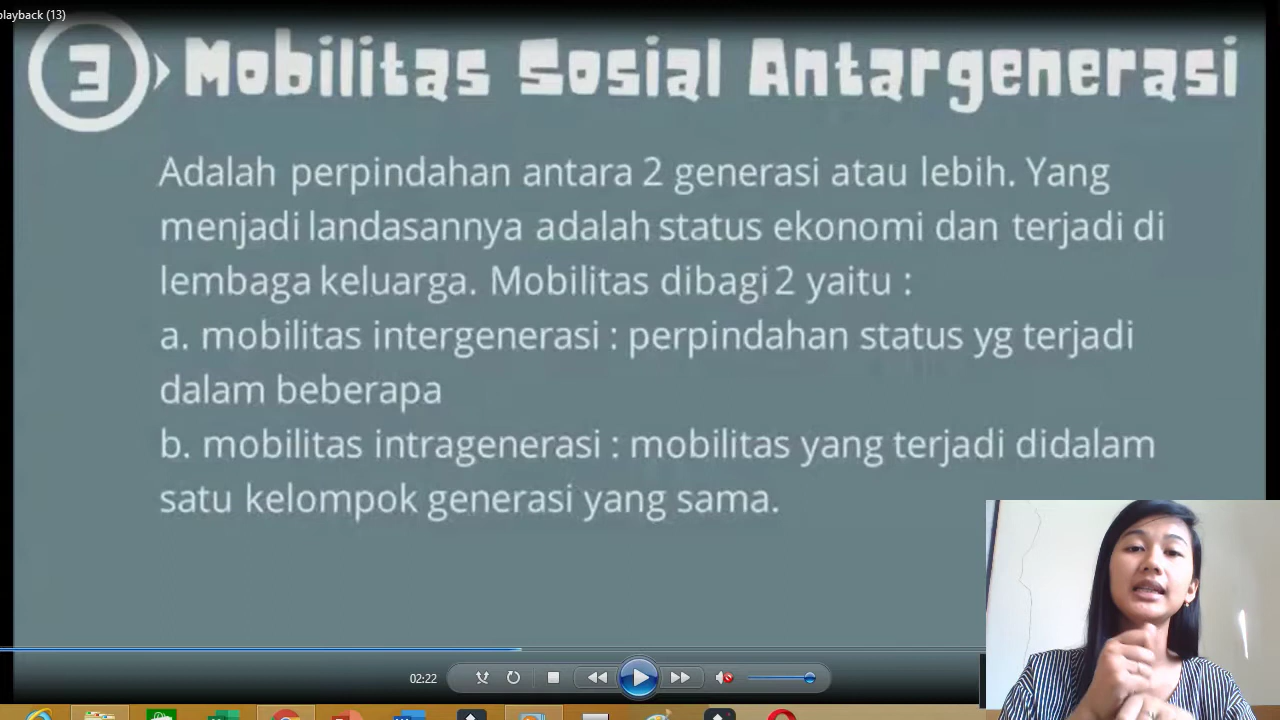 playback (13)
3
Mobilitas Sosial Antargenerasi
Adalah perpindahan antara 2 generasi atau lebih. Yang
menjadi landasannya adalah status ekonomi dan terjadi di
lembaga keluarga. Mobilitas dibagi 2 yaitu :
a. mobilitas intergenerasi : perpindahan status yg terjadi
dalam beberapa
b. mobilitas intragenerasi : mobilitas yang terjadi didalam
satu kelompok generasi yang sama.
02:22